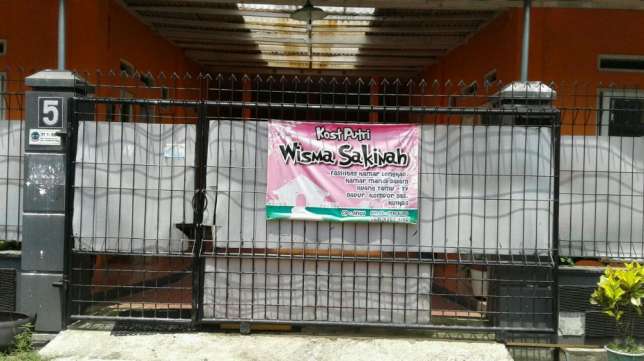 5
Kost Putri
Wisma Sakinah
Fasilitas Kamar Lengkap
Kamar Mandi Dalam
Ruang Tamu - TV
Dapur, Kompor Gas,
Kulkas